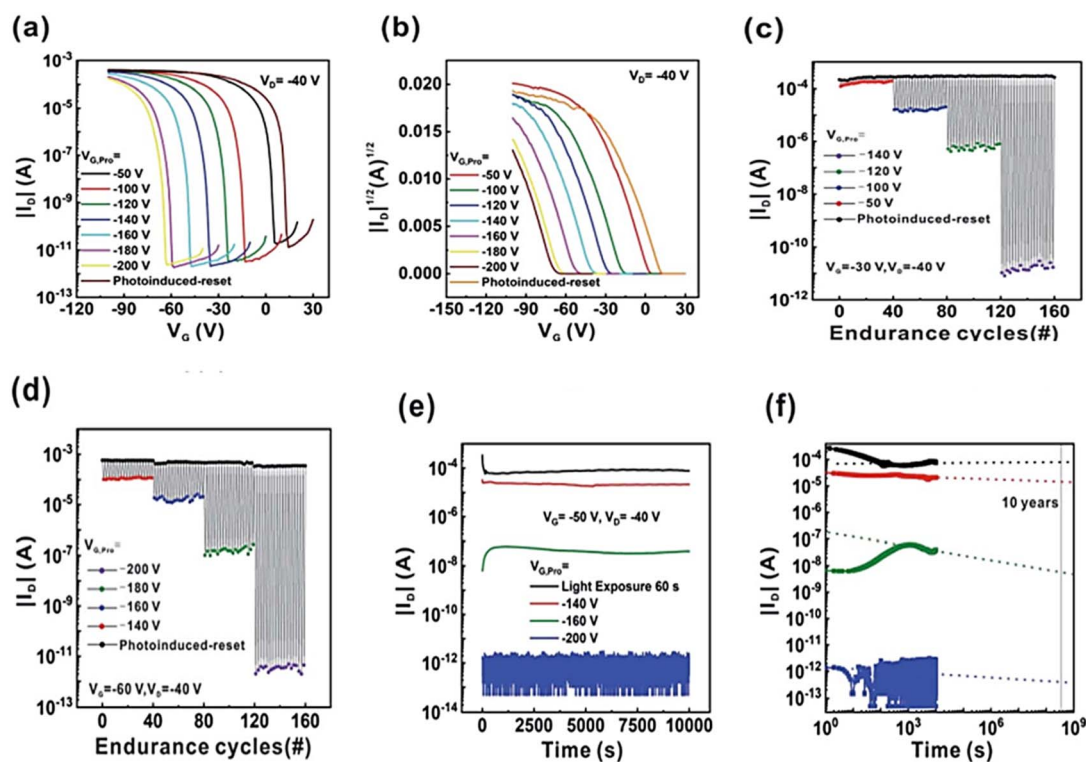 (a)
|I_D| (A)
10⁻³
10⁻⁵
10⁻⁷
10⁻⁹
10⁻¹¹
10⁻¹³
V_D= -40 V
V_G,Pro=
-50 V
-100 V
-120 V
-140 V
-160 V
-180 V
-200 V
Photoinduced-reset
-120 -90 -60 -30 0 30
V_G (V)
(b)
|I_D|^1/2(A)^1/2
0.020
0.015
0.010
0.005
0.000
V_D= -40 V
V_G,Pro=
-50 V
-100 V
-120 V
-140 V
-160 V
-180 V
-200 V
Photoinduced-reset
-150 -120 -90 -60 -30 0 30
V_G (V)
(c)
|I_D| (A)
10⁻⁴
10⁻⁶
10⁻⁸
10⁻¹⁰
10⁻¹²
V_G,Pro=
-140 V
-120 V
-100 V
-50 V
Photoinduced-reset
V_G=-30 V,V_D=-40 V
0 40 80 120 160
Endurance cycles(#)
(d)
|I_D| (A)
10⁻¹
10⁻³
10⁻⁵
10⁻⁷
10⁻⁹
10⁻¹¹
10⁻¹³
V_G,Pro=
-200 V
-180 V
-160 V
-140 V
Photoinduced-reset
V_G=-60 V,V_D=-40 V
0 40 80 120 160
Endurance cycles(#)
(e)
|I_D| (A)
10⁻⁴
10⁻⁶
10⁻⁸
10⁻¹⁰
10⁻¹²
10⁻¹⁴
V_G= -50 V, V_D= -40 V
V_G,Pro=
Light Exposure 60 s
-140 V
-160 V
-200 V
0 2500 5000 7500 10000
Time (s)
(f)
|I_D| (A)
10⁻⁴
10⁻⁵
10⁻⁶
10⁻⁷
10⁻⁸
10⁻⁹
10⁻¹⁰
10⁻¹¹
10⁻¹²
10⁻¹³
10 years
10⁰ 10³ 10⁶ 10⁹
Time (s)